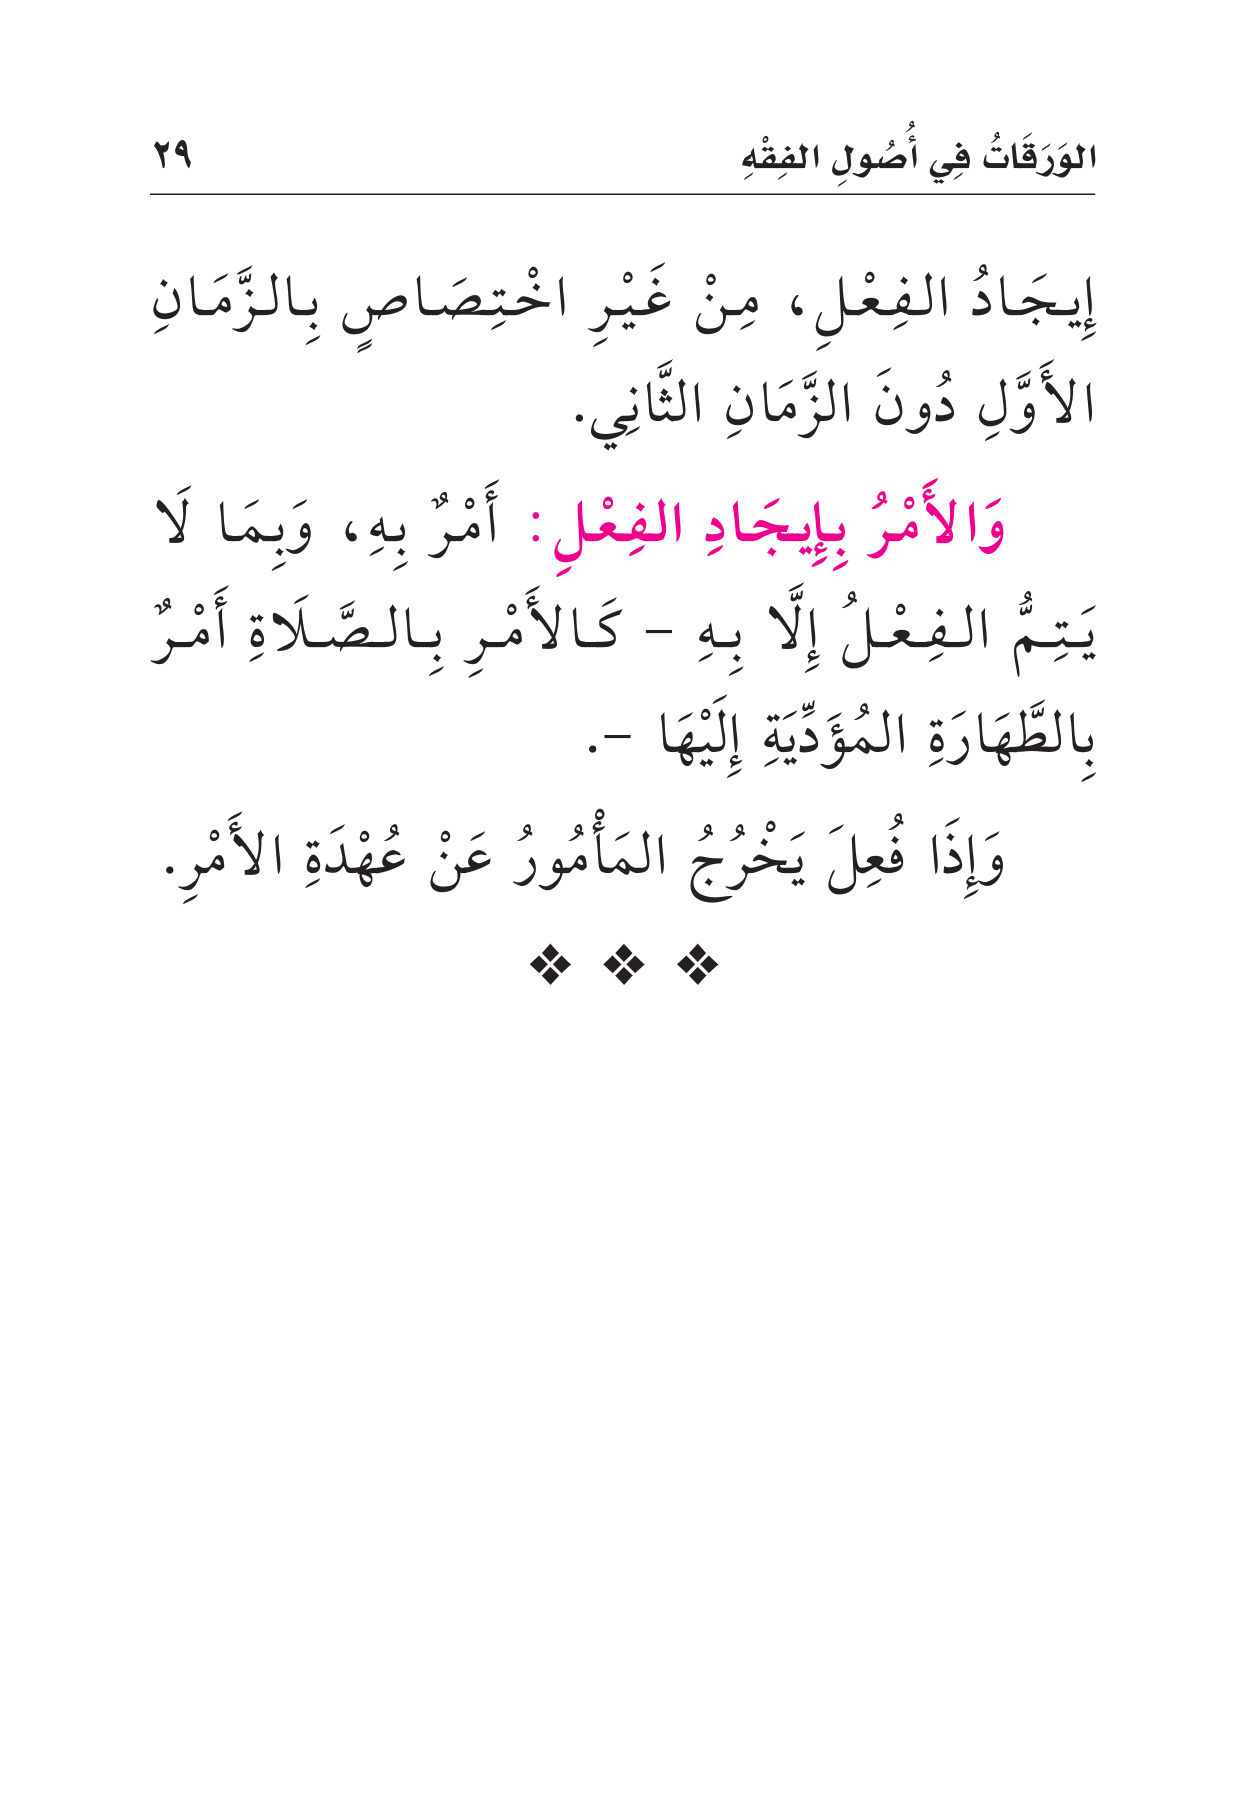 الوَرَقَاتُ فِي أُصُولِ الفِقْهِ ٢٩
إِيجَادُ الفِعْلِ، مِنْ غَيْرِ اخْتِصَاصٍ بِالزَّمَانِ
الأَوَّلِ دُونَ الزَّمَانِ الثَّانِي.
وَالأَمْرُ بِإِيجَادِ الفِعْلِ: أَمْرٌ بِهِ، وَبِمَا لَا
يَتِمُّ الفِعْلُ إِلَّا بِهِ – كَالأَمْرِ بِالصَّلَاةِ أَمْرٌ
بِالطَّهَارَةِ المُؤَدِّيَةِ إِلَيْهَا –.
وَإِذَا فُعِلَ يَخْرُجُ المَأْمُورُ عَنْ عُهْدَةِ الأَمْرِ.
❖ ❖ ❖